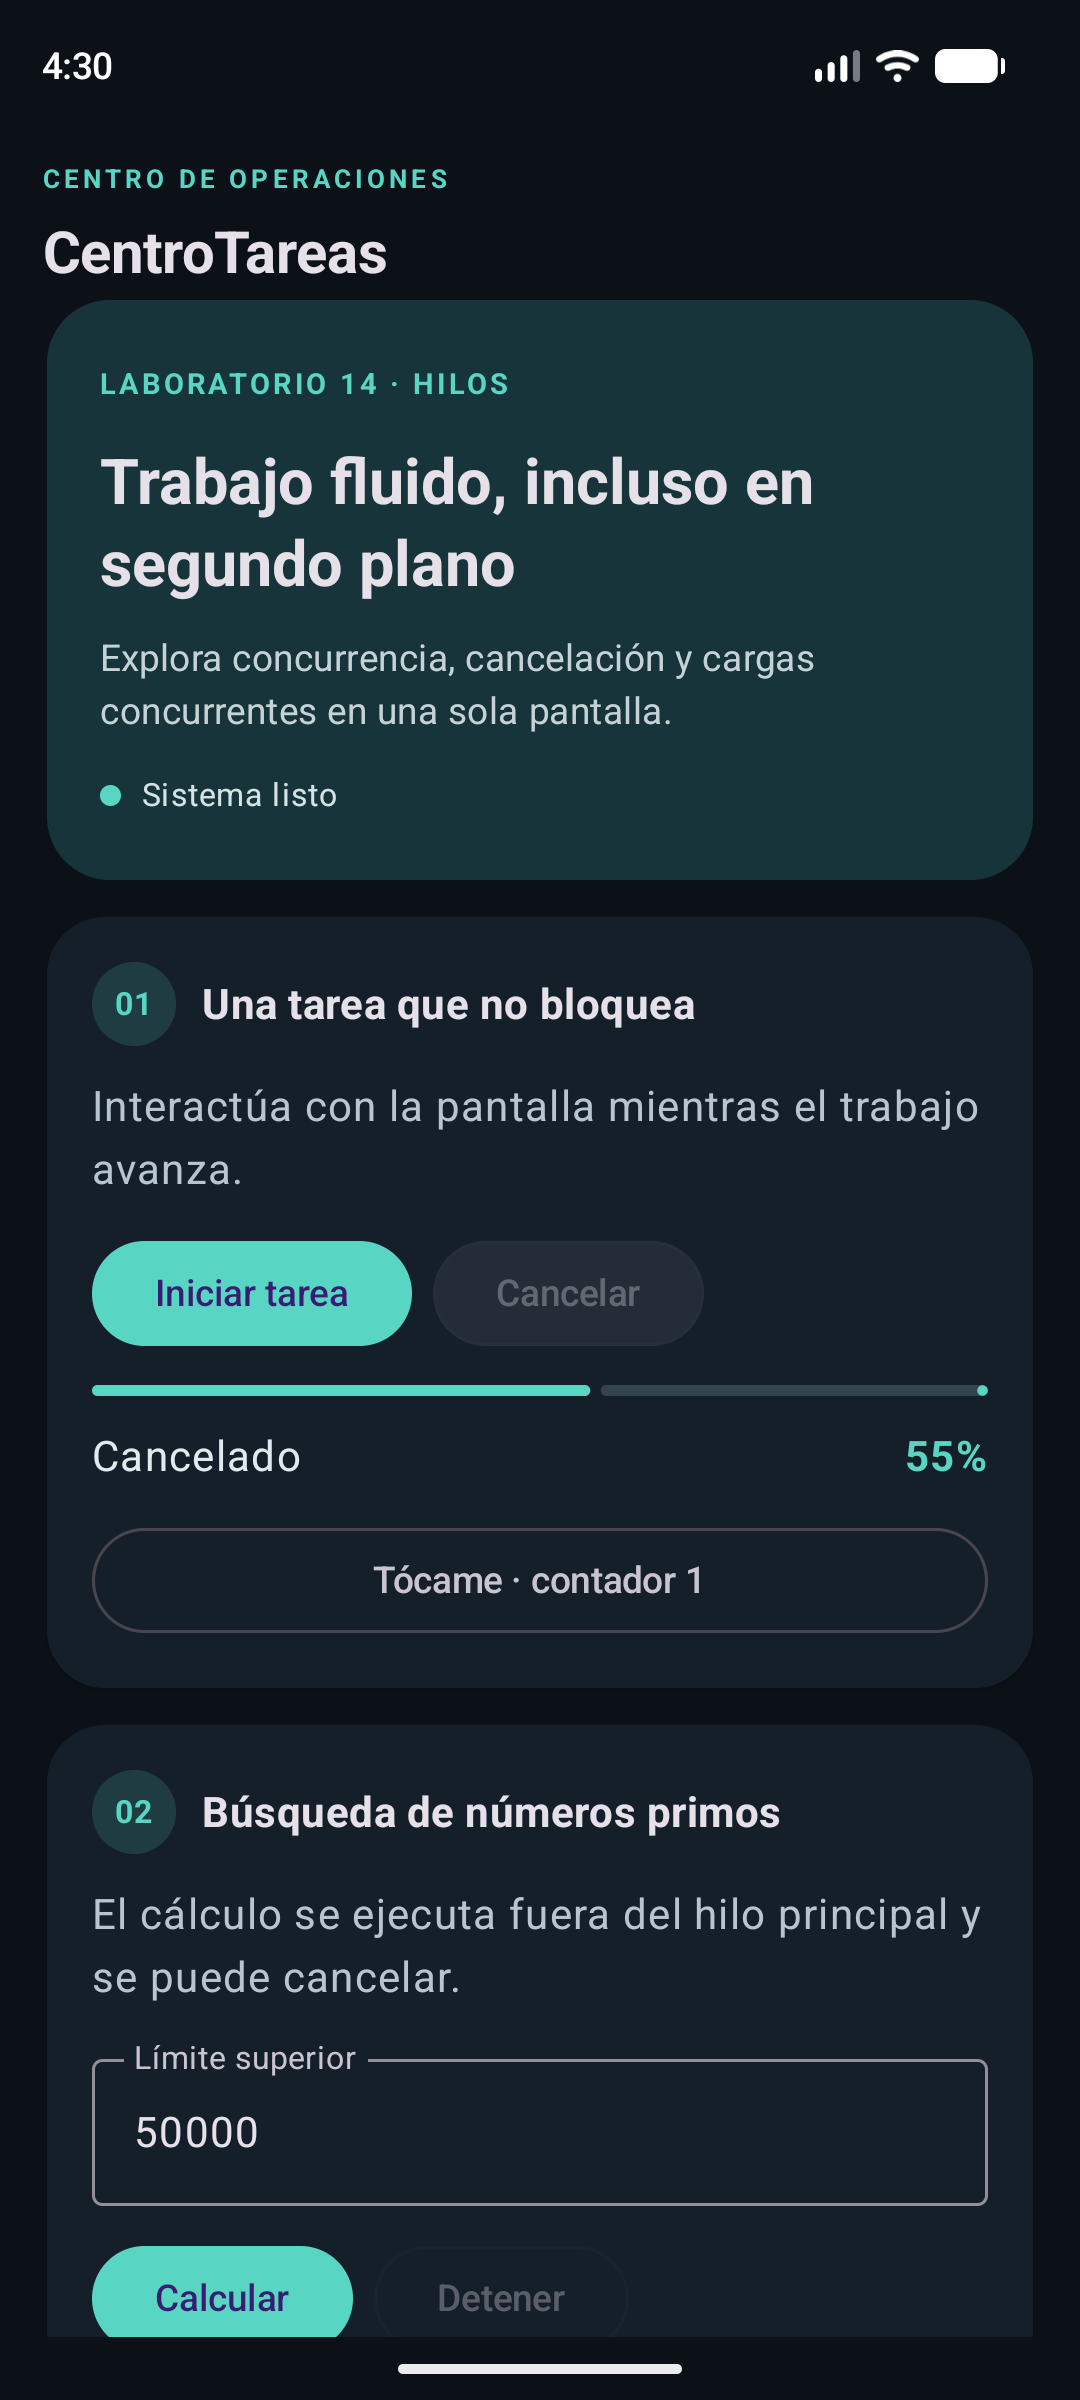 4:30
CENTRO DE OPERACIONES
CentroTareas
LABORATORIO 14 · HILOS
Trabajo fluido, incluso en
segundo plano
Explora concurrencia, cancelación y cargas
concurrentes en una sola pantalla.
Sistema listo
01
Una tarea que no bloquea
Interactúa con la pantalla mientras el trabajo
avanza.
Iniciar tarea
Cancelar
Cancelado
55%
Tócame · contador 1
02
Búsqueda de números primos
El cálculo se ejecuta fuera del hilo principal y
se puede cancelar.
Límite superior
50000
Calcular
Detener